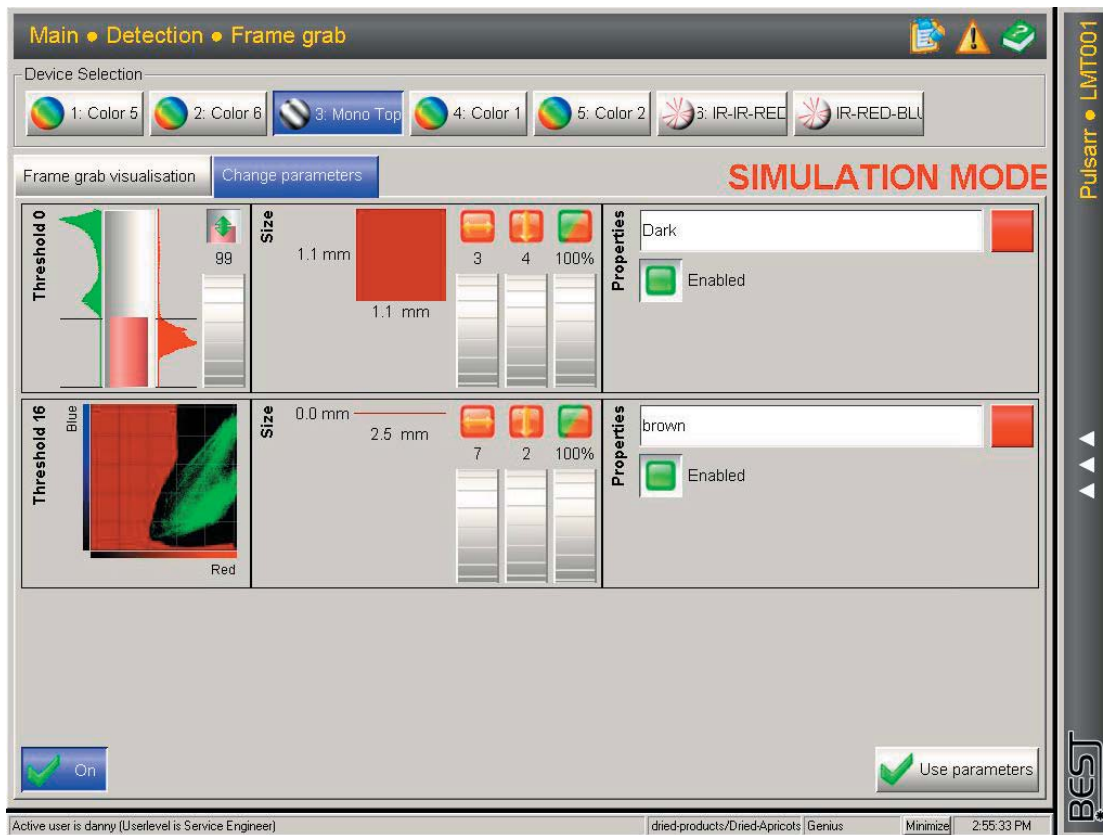 Main ● Detection ● Frame grab
Device Selection
1: Color 5
2: Color 6
3: Mono Top
4: Color 1
5: Color 2
3: IR-IR-RED
IR-RED-BLU
Frame grab visualisation
Change parameters
SIMULATION MODE
Threshold 0
99
Size
1.1 mm
1.1 mm
3 4 100%
Properties
Dark
Enabled
Threshold 16
Blue
Red
Size
0.0 mm
2.5 mm
7 2 100%
Properties
brown
Enabled
On
Use parameters
Active user is danny (Userlevel is Service Engineer)
dried-products/Dried-Apricots
Genius
Minimize
2:55:33 PM
Pulsarr ● LMT001
BEST